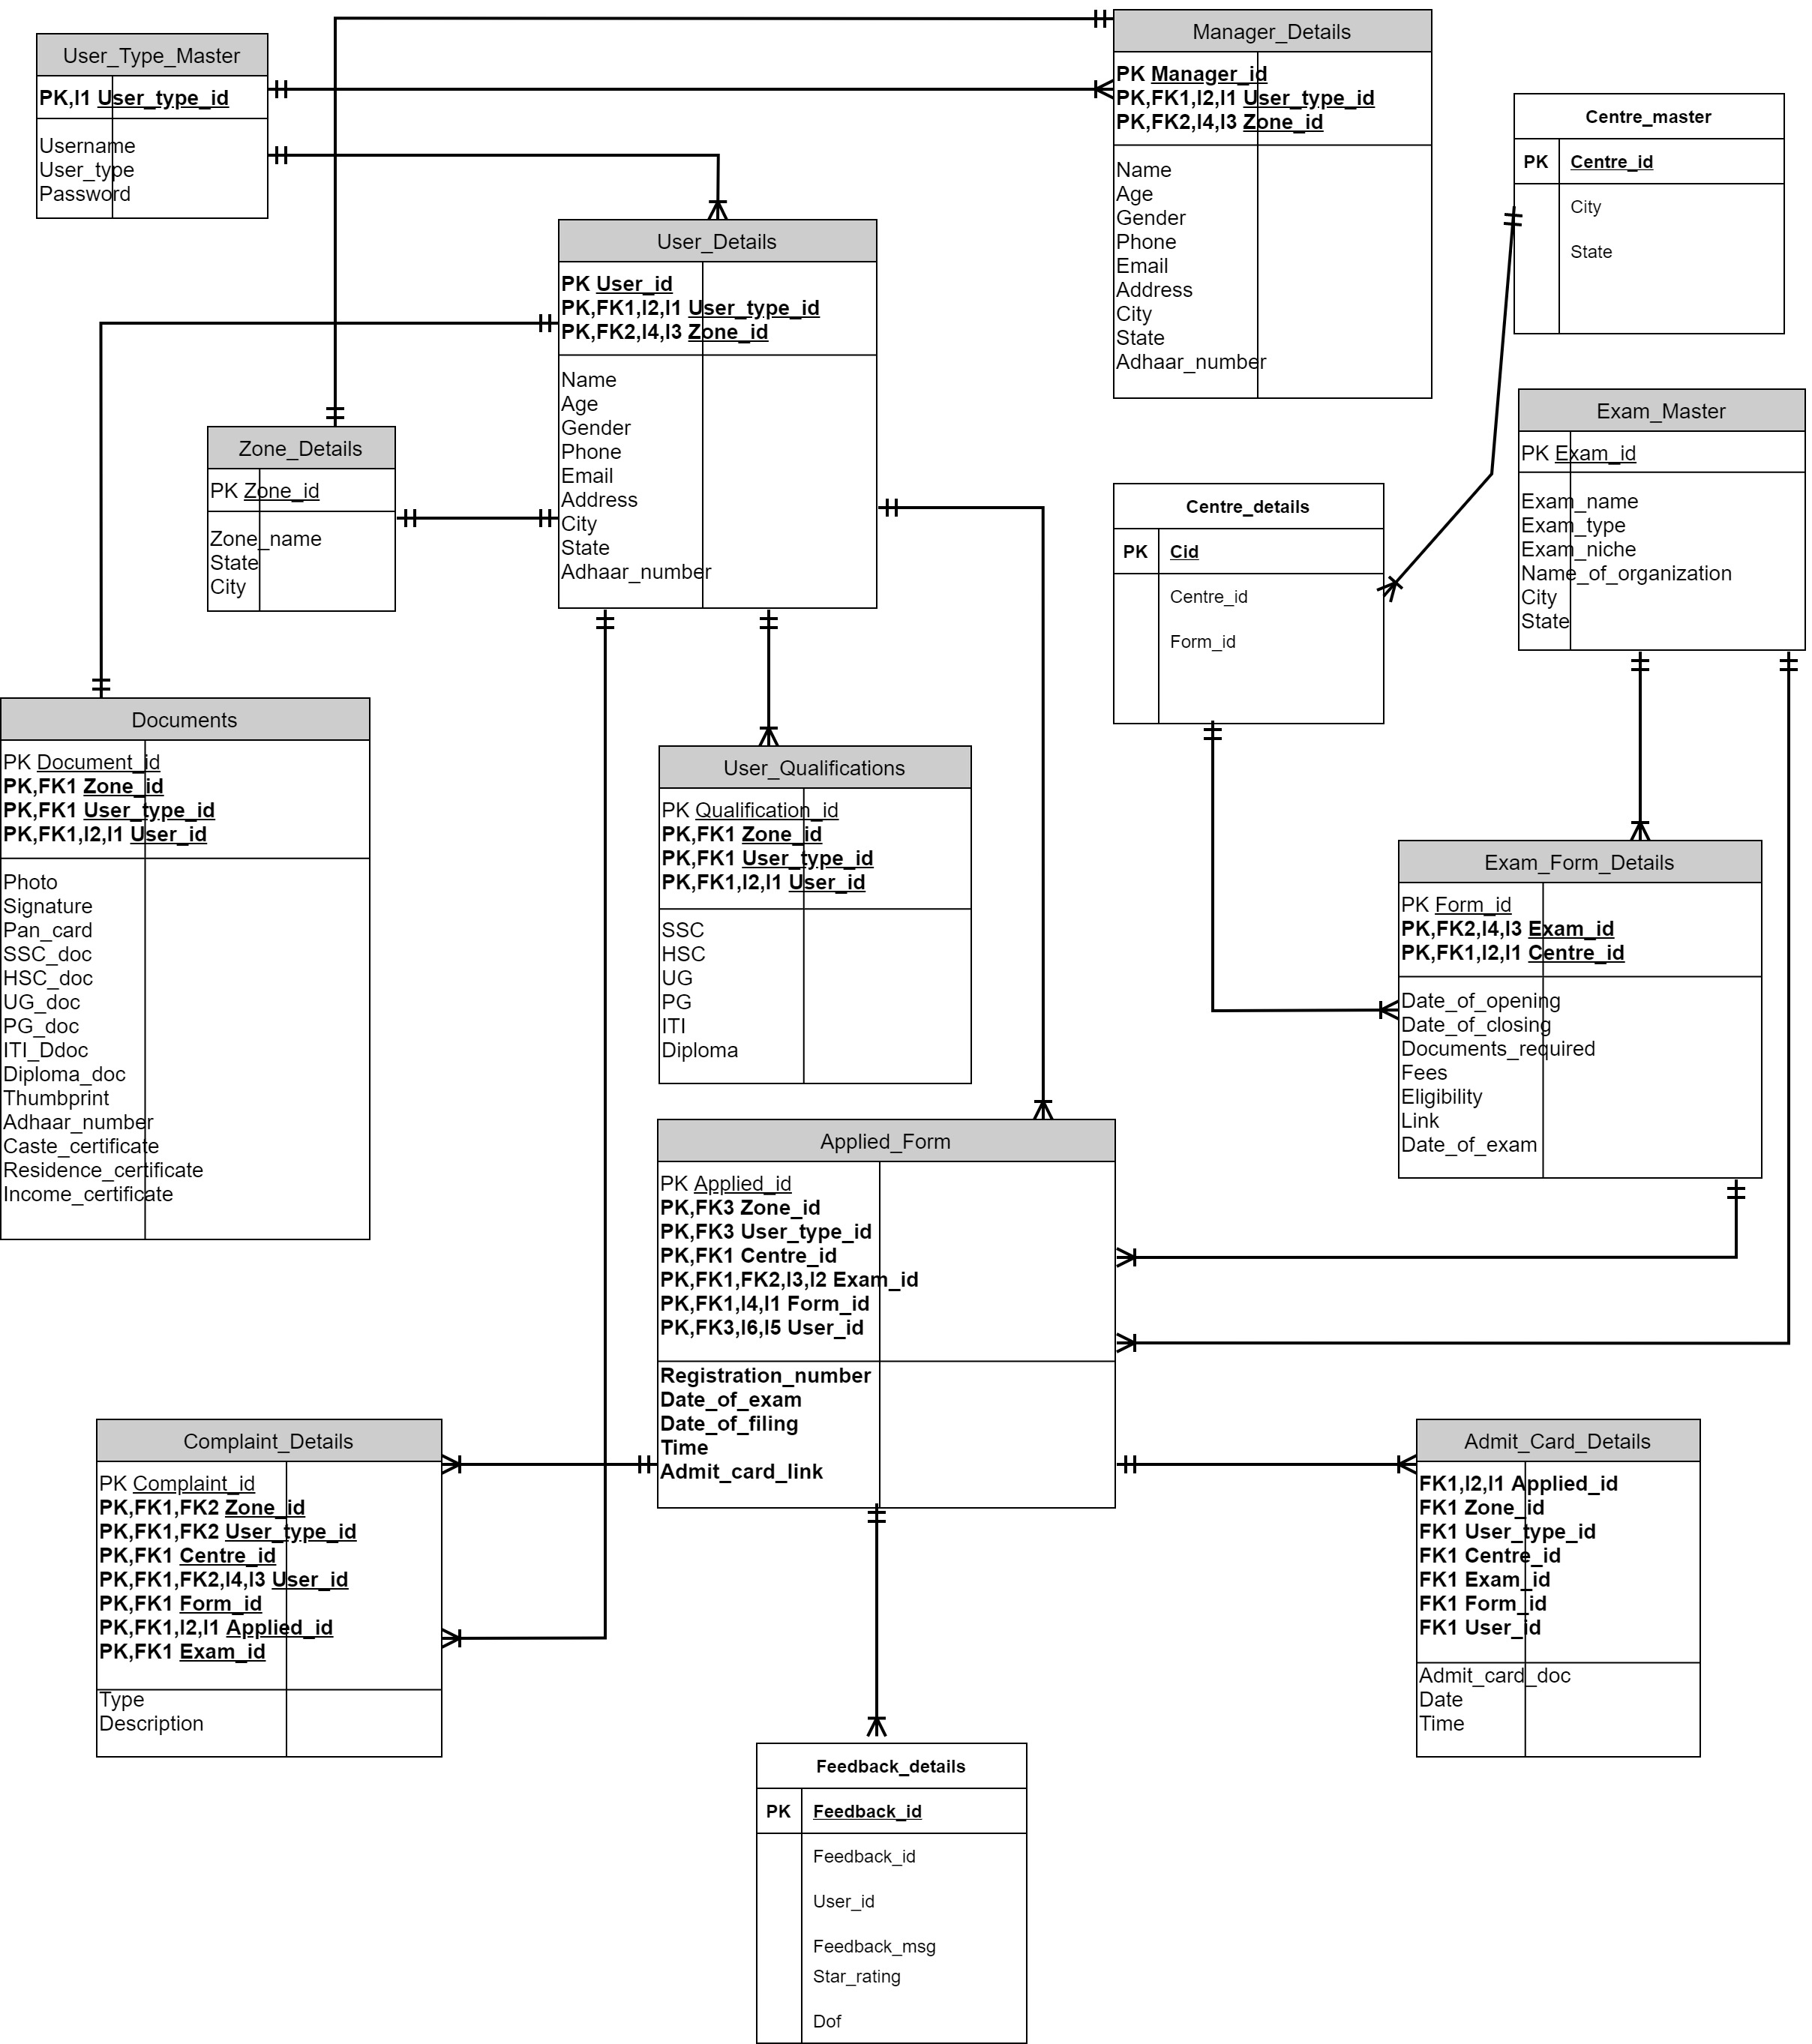 User_Type_Master
PK,I1 User_type_id
Username
User_type
Password
Manager_Details
PK Manager_id
PK,FK1,I2,I1 User_type_id
PK,FK2,I4,I3 Zone_id
Name
Age
Gender
Phone
Email
Address
City
State
Adhaar_number
Centre_master
PK Centre_id
City
State
User_Details
PK User_id
PK,FK1,I2,I1 User_type_id
PK,FK2,I4,I3 Zone_id
Name
Age
Gender
Phone
Email
Address
City
State
Adhaar_number
Zone_Details
PK Zone_id
Zone_name
State
City
Exam_Master
PK Exam_id
Exam_name
Exam_type
Exam_niche
Name_of_organization
City
State
Centre_details
PK Cid
Centre_id
Form_id
Documents
PK Document_id
PK,FK1 Zone_id
PK,FK1 User_type_id
PK,FK1,I2,I1 User_id
Photo
Signature
Pan_card
SSC_doc
HSC_doc
UG_doc
PG_doc
ITI_Ddoc
Diploma_doc
Thumbprint
Adhaar_number
Caste_certificate
Residence_certificate
Income_certificate
User_Qualifications
PK Qualification_id
PK,FK1 Zone_id
PK,FK1 User_type_id
PK,FK1,I2,I1 User_id
SSC
HSC
UG
PG
ITI
Diploma
Exam_Form_Details
PK Form_id
PK,FK2,I4,I3 Exam_id
PK,FK1,I2,I1 Centre_id
Date_of_opening
Date_of_closing
Documents_required
Fees
Eligibility
Link
Date_of_exam
Applied_Form
PK Applied_id
PK,FK3 Zone_id
PK,FK3 User_type_id
PK,FK1 Centre_id
PK,FK1,FK2,I3,I2 Exam_id
PK,FK1,I4,I1 Form_id
PK,FK3,I6,I5 User_id
Registration_number
Date_of_exam
Date_of_filing
Time
Admit_card_link
Complaint_Details
PK Complaint_id
PK,FK1,FK2 Zone_id
PK,FK1,FK2 User_type_id
PK,FK1 Centre_id
PK,FK1,FK2,I4,I3 User_id
PK,FK1 Form_id
PK,FK1,I2,I1 Applied_id
PK,FK1 Exam_id
Type
Description
Admit_Card_Details
FK1,I2,I1 Applied_id
FK1 Zone_id
FK1 User_type_id
FK1 Centre_id
FK1 Exam_id
FK1 Form_id
FK1 User_id
Admit_card_doc
Date
Time
Feedback_details
PK Feedback_id
Feedback_id
User_id
Feedback_msg
Star_rating
Dof